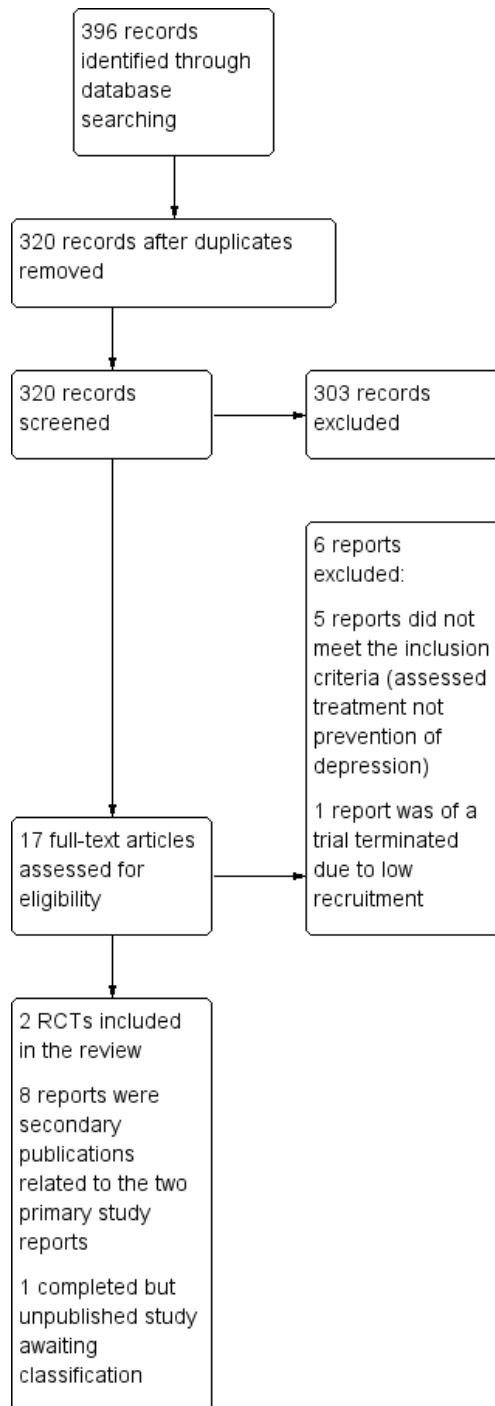 396 records
identified through
database
searching
320 records after duplicates
removed
320 records
screened
303 records
excluded
6 reports
excluded:
5 reports did not
meet the inclusion
criteria (assessed
treatment not
prevention of
depression)
1 report was of a
trial terminated
due to low
recruitment
17 full-text articles
assessed for
eligibility
2 RCTs included
in the review
8 reports were
secondary
publications
related to the two
primary study
reports
1 completed but
unpublished study
awaiting
classification